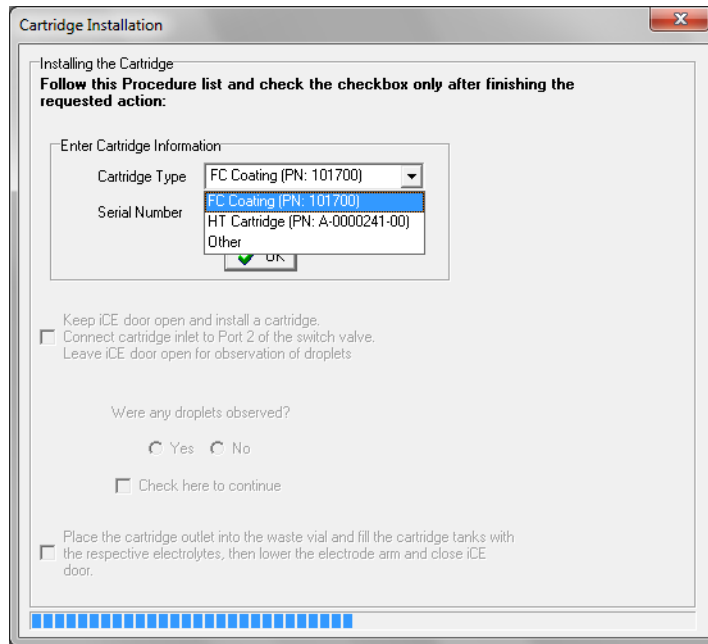 Cartridge Installation
Installing the Cartridge
Follow this Procedure list and check the checkbox only after finishing the
requested action:
Enter Cartridge Information
Cartridge Type
FC Coating (PN: 101700)
FC Coating (PN: 101700)
Serial Number
HT Cartridge (PN: A-0000241-00)
Other
OK
Keep iCE door open and install a cartridge.
Connect cartridge inlet to Port 2 of the switch valve.
Leave iCE door open for observation of droplets
Were any droplets observed?
Yes No
Check here to continue
Place the cartridge outlet into the waste vial and fill the cartridge tanks with
the respective electrolytes, then lower the electrode arm and close iCE
door.